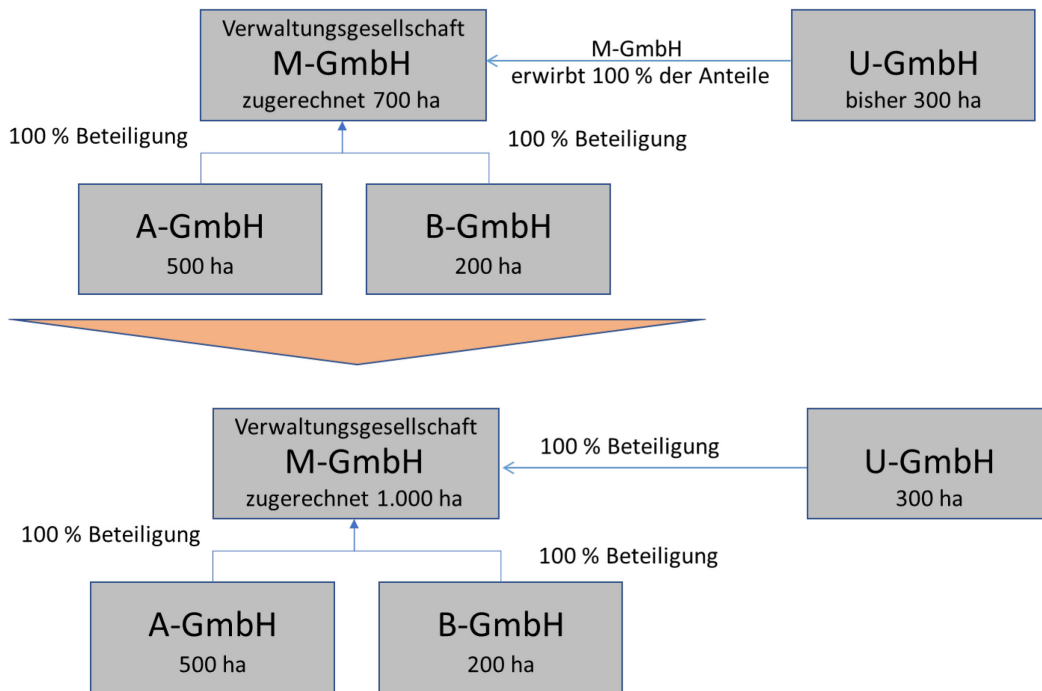 Verwaltungsgesellschaft
M-GmbH
zugerechnet 700 ha
M-GmbH
erwirbt 100 % der Anteile
U-GmbH
bisher 300 ha
100 % Beteiligung
100 % Beteiligung
A-GmbH
500 ha
B-GmbH
200 ha
Verwaltungsgesellschaft
M-GmbH
zugerechnet 1.000 ha
100 % Beteiligung
U-GmbH
300 ha
100 % Beteiligung
100 % Beteiligung
A-GmbH
500 ha
B-GmbH
200 ha